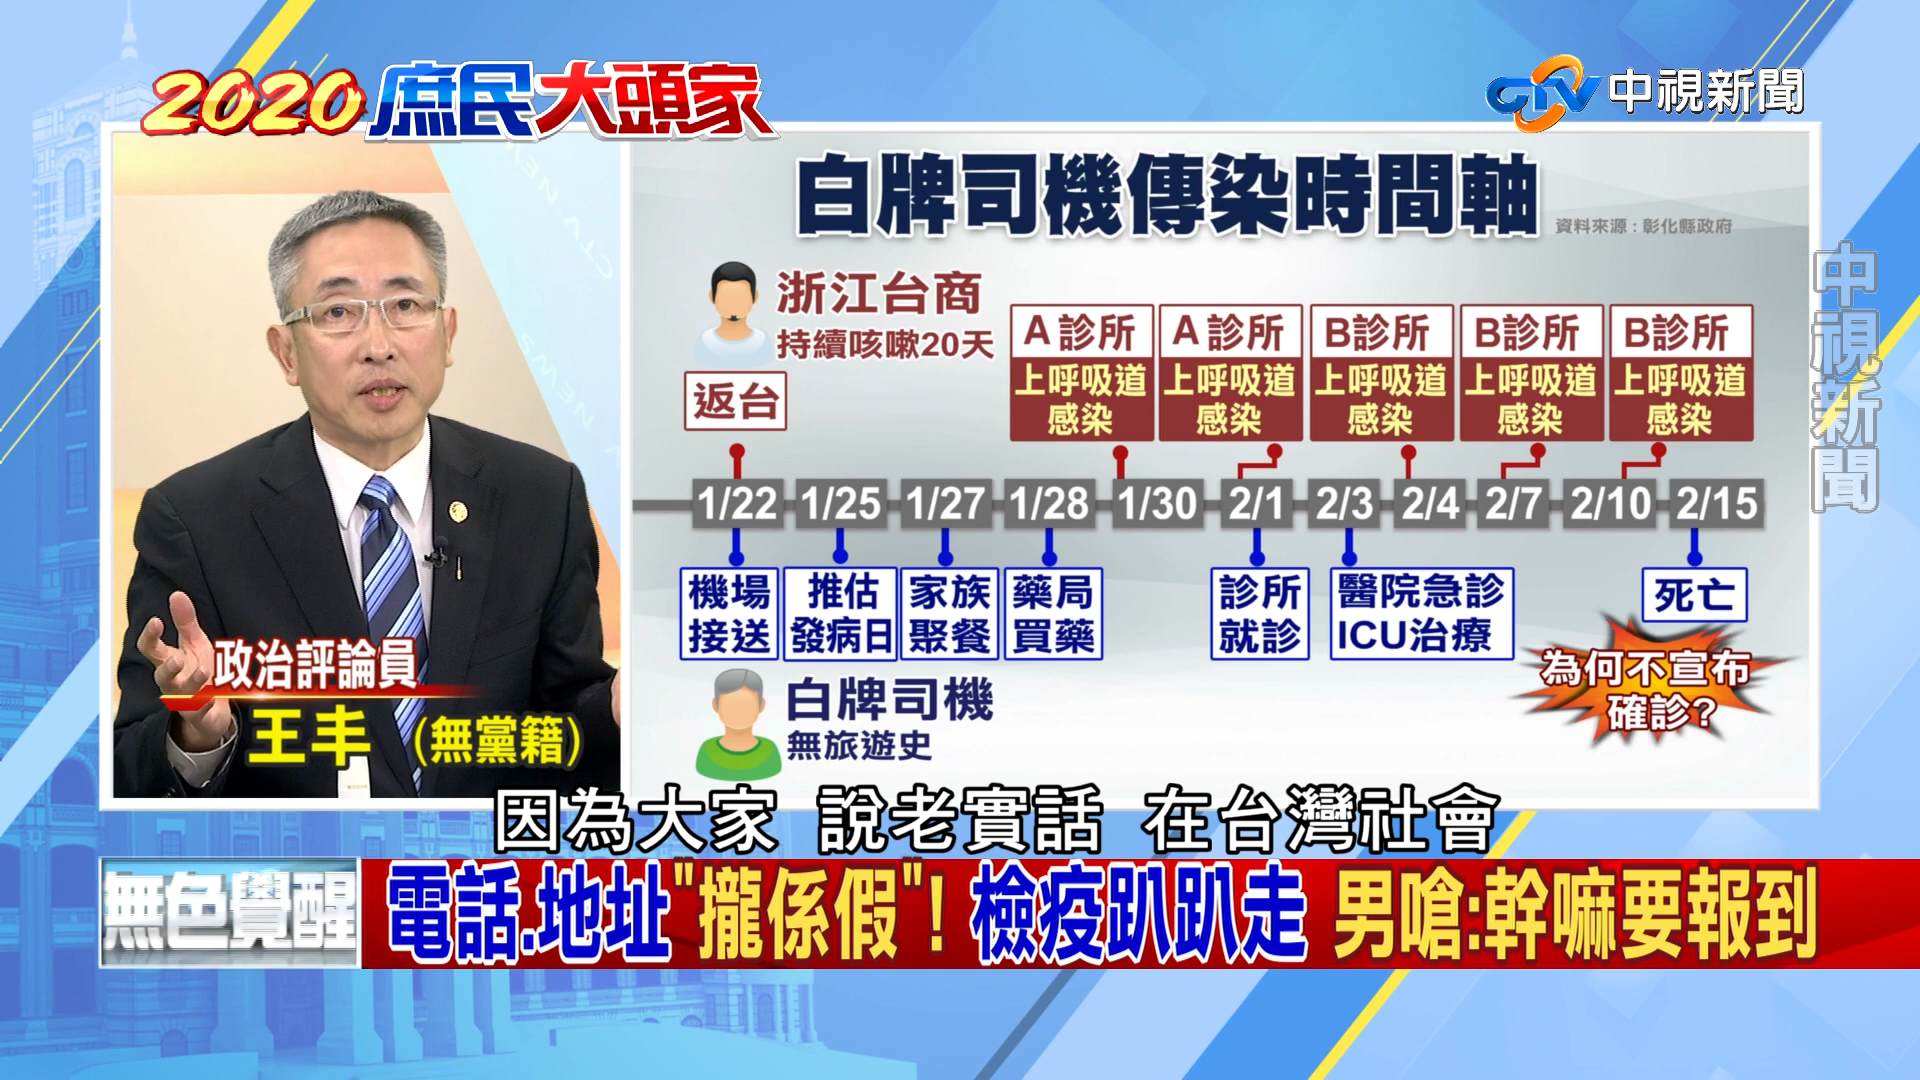 2020庶民大頭家
CTV中視新聞
中視新聞
白牌司機傳染時間軸
資料來源:彰化縣政府
浙江台商
持續咳嗽20天
返台
A診所
上呼吸道
感染
A診所
上呼吸道
感染
B診所
上呼吸道
感染
B診所
上呼吸道
感染
B診所
上呼吸道
感染
1/22 1/25 1/27 1/28 1/30 2/1 2/3 2/4 2/7 2/10 2/15
機場
接送
推估
發病日
家族
聚餐
藥局
買藥
診所
就診
醫院急診
ICU治療
死亡
為何不宣布
確診?
白牌司機
無旅遊史
政治評論員
王丰 (無黨籍)
因為大家 說老實話 在台灣社會
無色覺醒
電話.地址"攏係假"! 檢疫趴趴走 男嗆:幹嘛要報到